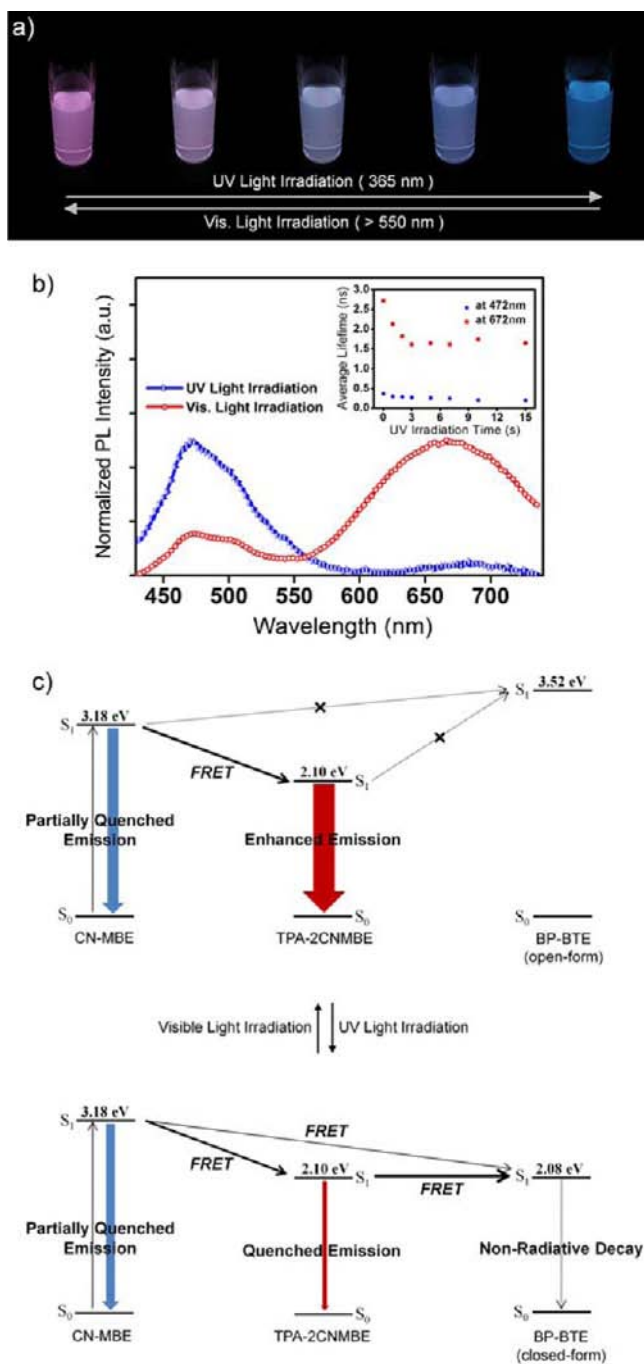 a)
UV Light Irradiation ( 365 nm )
Vis. Light Irradiation ( > 550 nm )
b)
Normalized PL Intensity (a.u.)
UV Light Irradiation
Vis. Light Irradiation
Average Lifetime (ns)
3.0
2.5
2.0
1.5
1.0
0.5
0.0
at 472nm
at 672nm
0 3 6 9 12 15
UV Irradiation Time (s)
450 500 550 600 650 700
Wavelength (nm)
c)
S1 3.52 eV
S1 3.18 eV
FRET
2.10 eV S1
Partially Quenched
Emission
Enhanced Emission
S0 S0 S0
CN-MBE TPA-2CNMBE BP-BTE
(open-form)
Visible Light Irradiation UV Light Irradiation
S1 3.18 eV
FRET
FRET
2.10 eV S1 FRET S1 2.08 eV
Partially Quenched
Emission
Quenched Emission Non-Radiative Decay
S0 S0 S0
CN-MBE TPA-2CNMBE BP-BTE
(closed-form)